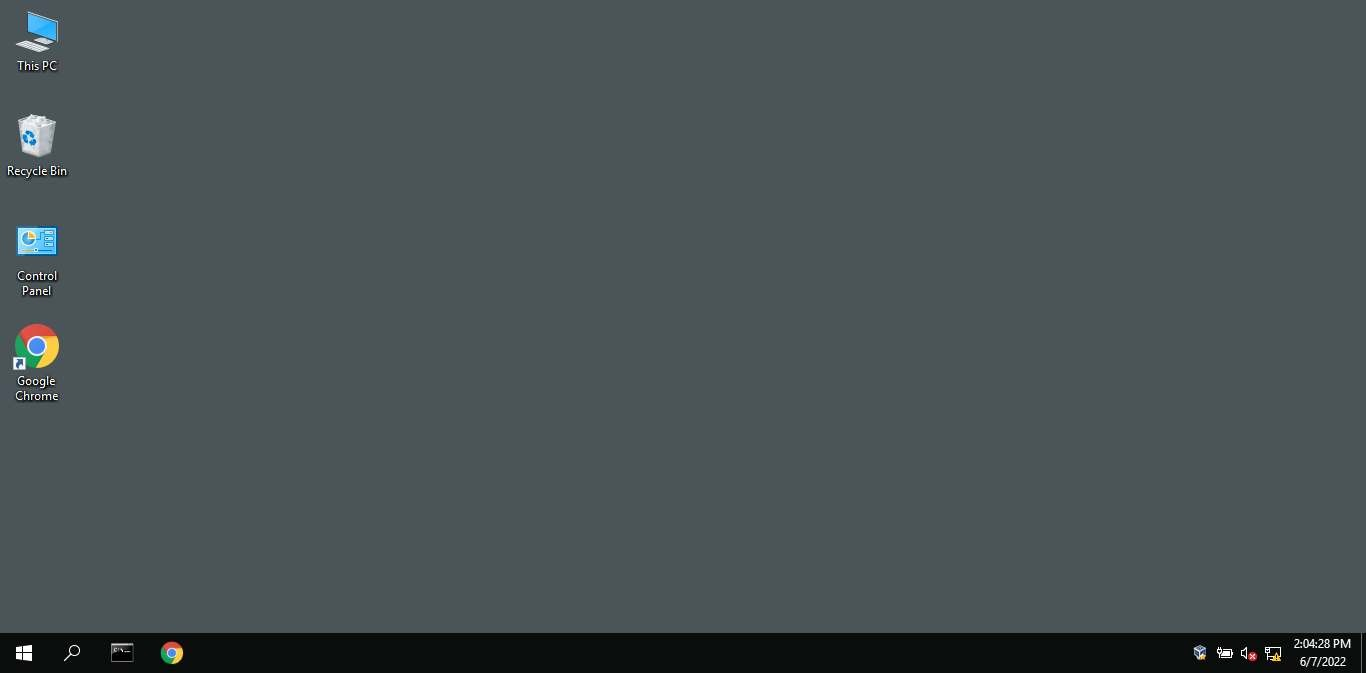 This PC
Recycle Bin
Control
Panel
Google
Chrome
2:04:28 PM
6/7/2022